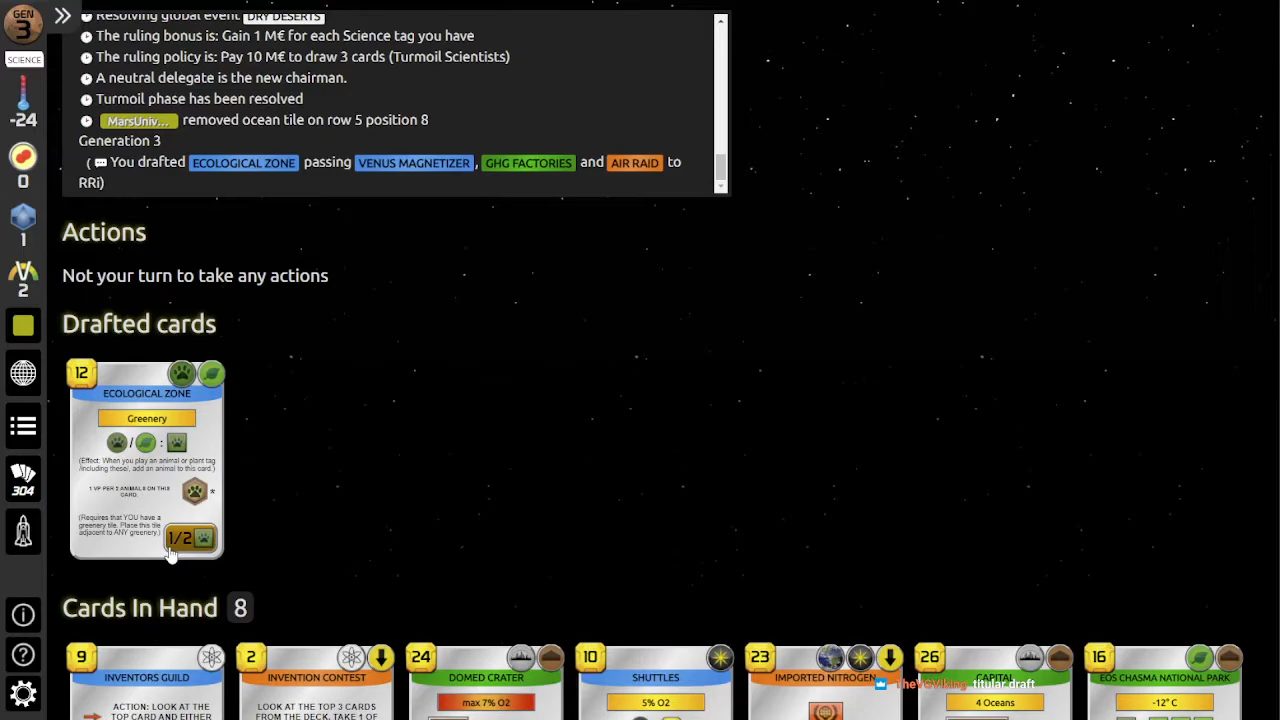 GEN
3
SCIENCE
-24
0
1
2
304
Resolving global event DRY DESERTS
The ruling bonus is: Gain 1 M€ for each Science tag you have
The ruling policy is: Pay 10 M€ to draw 3 cards (Turmoil Scientists)
A neutral delegate is the new chairman.
Turmoil phase has been resolved
MarsUniv... removed ocean tile on row 5 position 8
Generation 3
( You drafted ECOLOGICAL ZONE passing VENUS MAGNETIZER, GHG FACTORIES and AIR RAID to
RRi)
Actions
Not your turn to take any actions
Drafted cards
12
ECOLOGICAL ZONE
Greenery
/ :
(Effect: When you play an animal or plant tag
/including these/, add an animal to this card.)
1 VP PER 2 ANIMALS ON THIS
CARD.
*
(Requires that YOU have a
greenery tile. Place this tile
adjacent to ANY greenery.)
1/2
Cards In Hand 8
9
INVENTORS GUILD
ACTION: LOOK AT THE
TOP CARD AND EITHER
2
INVENTION CONTEST
LOOK AT THE TOP 3 CARDS
FROM THE DECK. TAKE 1 OF
24
DOMED CRATER
max 7% O2
10
SHUTTLES
5% O2
23
IMPORTED NITROGEN
26
CAPITAL
4 Oceans
16
EOS CHASMA NATIONAL PARK
-12° C
TheVGViking: titular draft